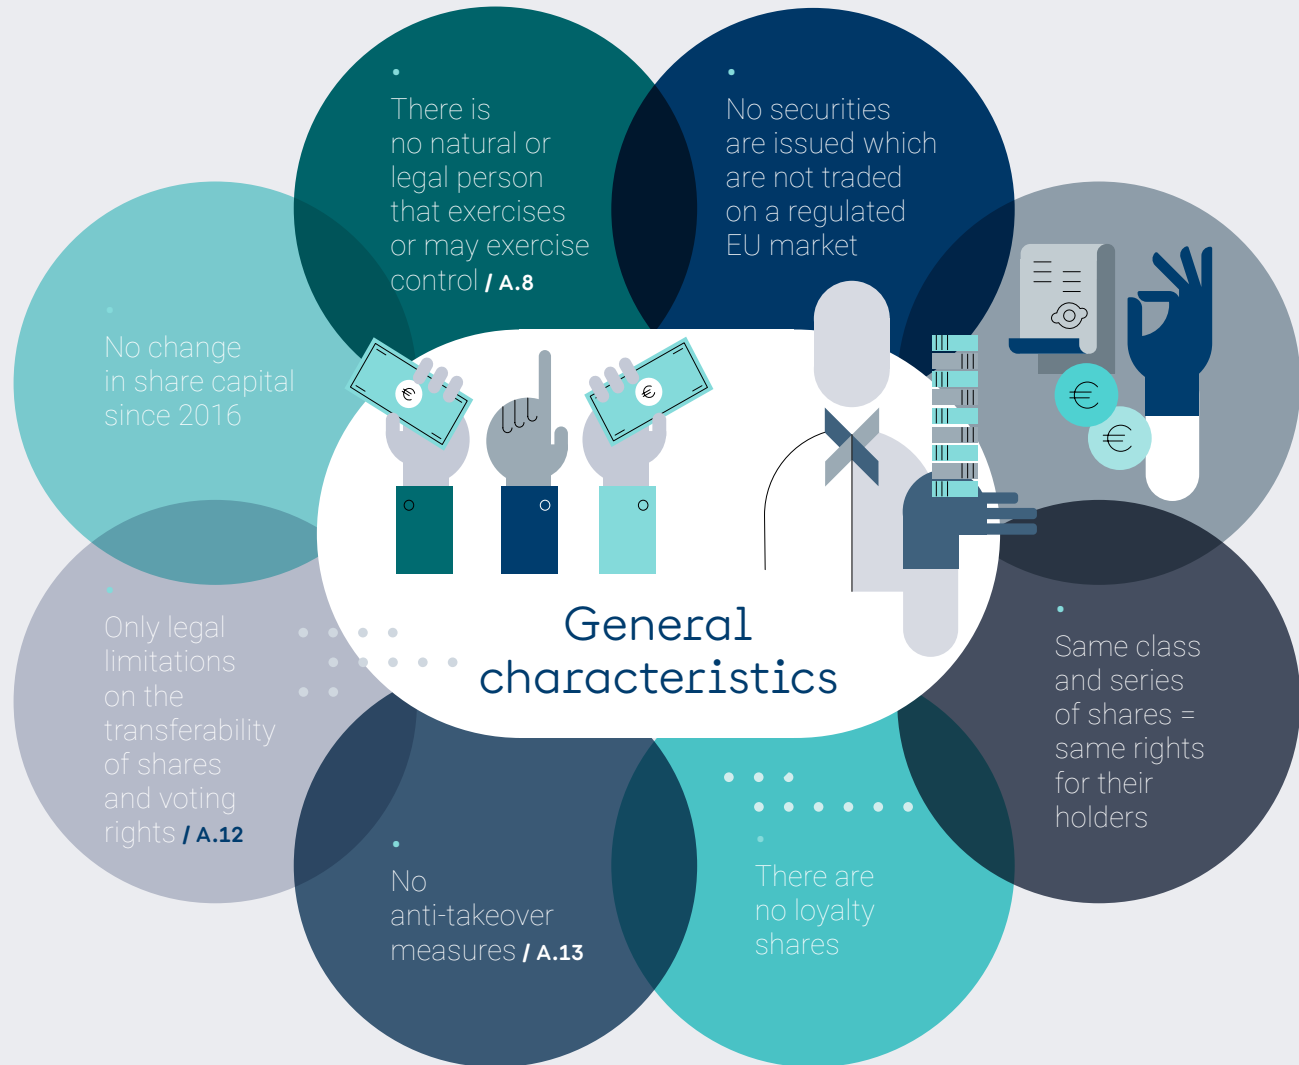 There is
no natural or
legal person
that exercises
or may exercise
control / A.8
No securities
are issued which
are not traded
on a regulated
EU market
No change
in share capital
since 2016
€
€
€
€
General
characteristics
Only legal
limitations
on the
transferability
of shares
and voting
rights / A.12
Same class
and series
of shares =
same rights
for their
holders
No
anti-takeover
measures / A.13
There are
no loyalty
shares